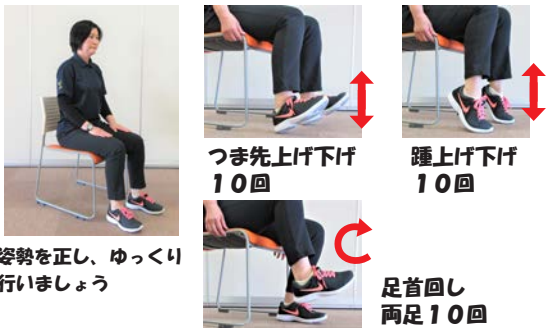 つま先上げ下げ
10回
踵上げ下げ
10回
姿勢を正し、ゆっくり
行いましょう
足首回し
両足10回